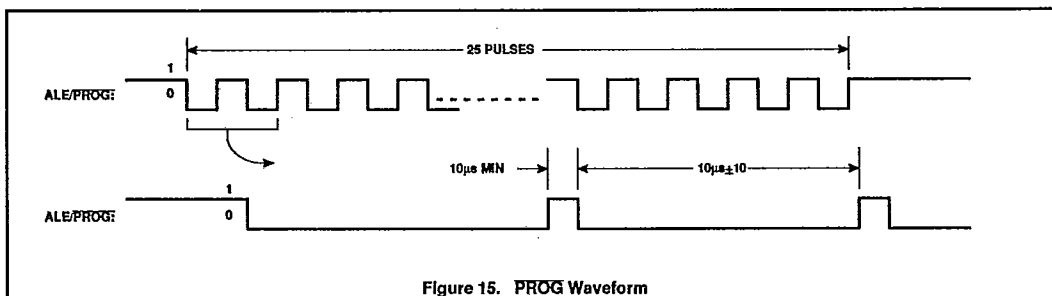 25 PULSES
1
ALE/PROG:
0
10µs MIN
10µs±10
1
ALE/PROG:
0
Figure 15. PROG Waveform